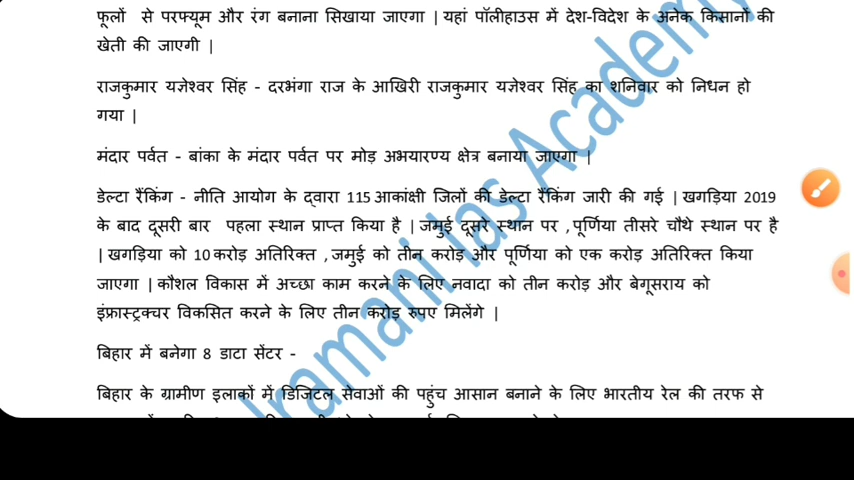 फूलों से परफ्यूम और रंग बनाना सिखाया जाएगा | यहां पॉलीहाउस में देश-विदेश के अनेक किसानों की
खेती की जाएगी |
राजकुमार यज्ञेश्वर सिंह - दरभंगा राज के आखिरी राजकुमार यज्ञेश्वर सिंह का शनिवार को निधन हो
गया |
मंदार पर्वत - बांका के मंदार पर्वत पर मोड़ अभयारण्य क्षेत्र बनाया जाएगा |
डेल्टा रैंकिंग - नीति आयोग के द्वारा 115 आकांक्षी जिलों की डेल्टा रैंकिंग जारी की गई | खगड़िया 2019
के बाद दूसरी बार पहला स्थान प्राप्त किया है | जमुई दूसरे स्थान पर ,पूर्णिया तीसरे चौथे स्थान पर है
| खगड़िया को 10 करोड़ अतिरिक्त ,जमुई को तीन करोड़ और पूर्णिया को एक करोड़ अतिरिक्त किया
जाएगा | कौशल विकास में अच्छा काम करने के लिए नवादा को तीन करोड़ और बेगूसराय को
इंफ्रास्ट्रक्चर विकसित करने के लिए तीन करोड़ रुपए मिलेंगे |
बिहार में बनेगा 8 डाटा सेंटर -
बिहार के ग्रामीण इलाकों में डिजिटल सेवाओं की पहुंच आसान बनाने के लिए भारतीय रेल की तरफ से
Iramani Ias Academy